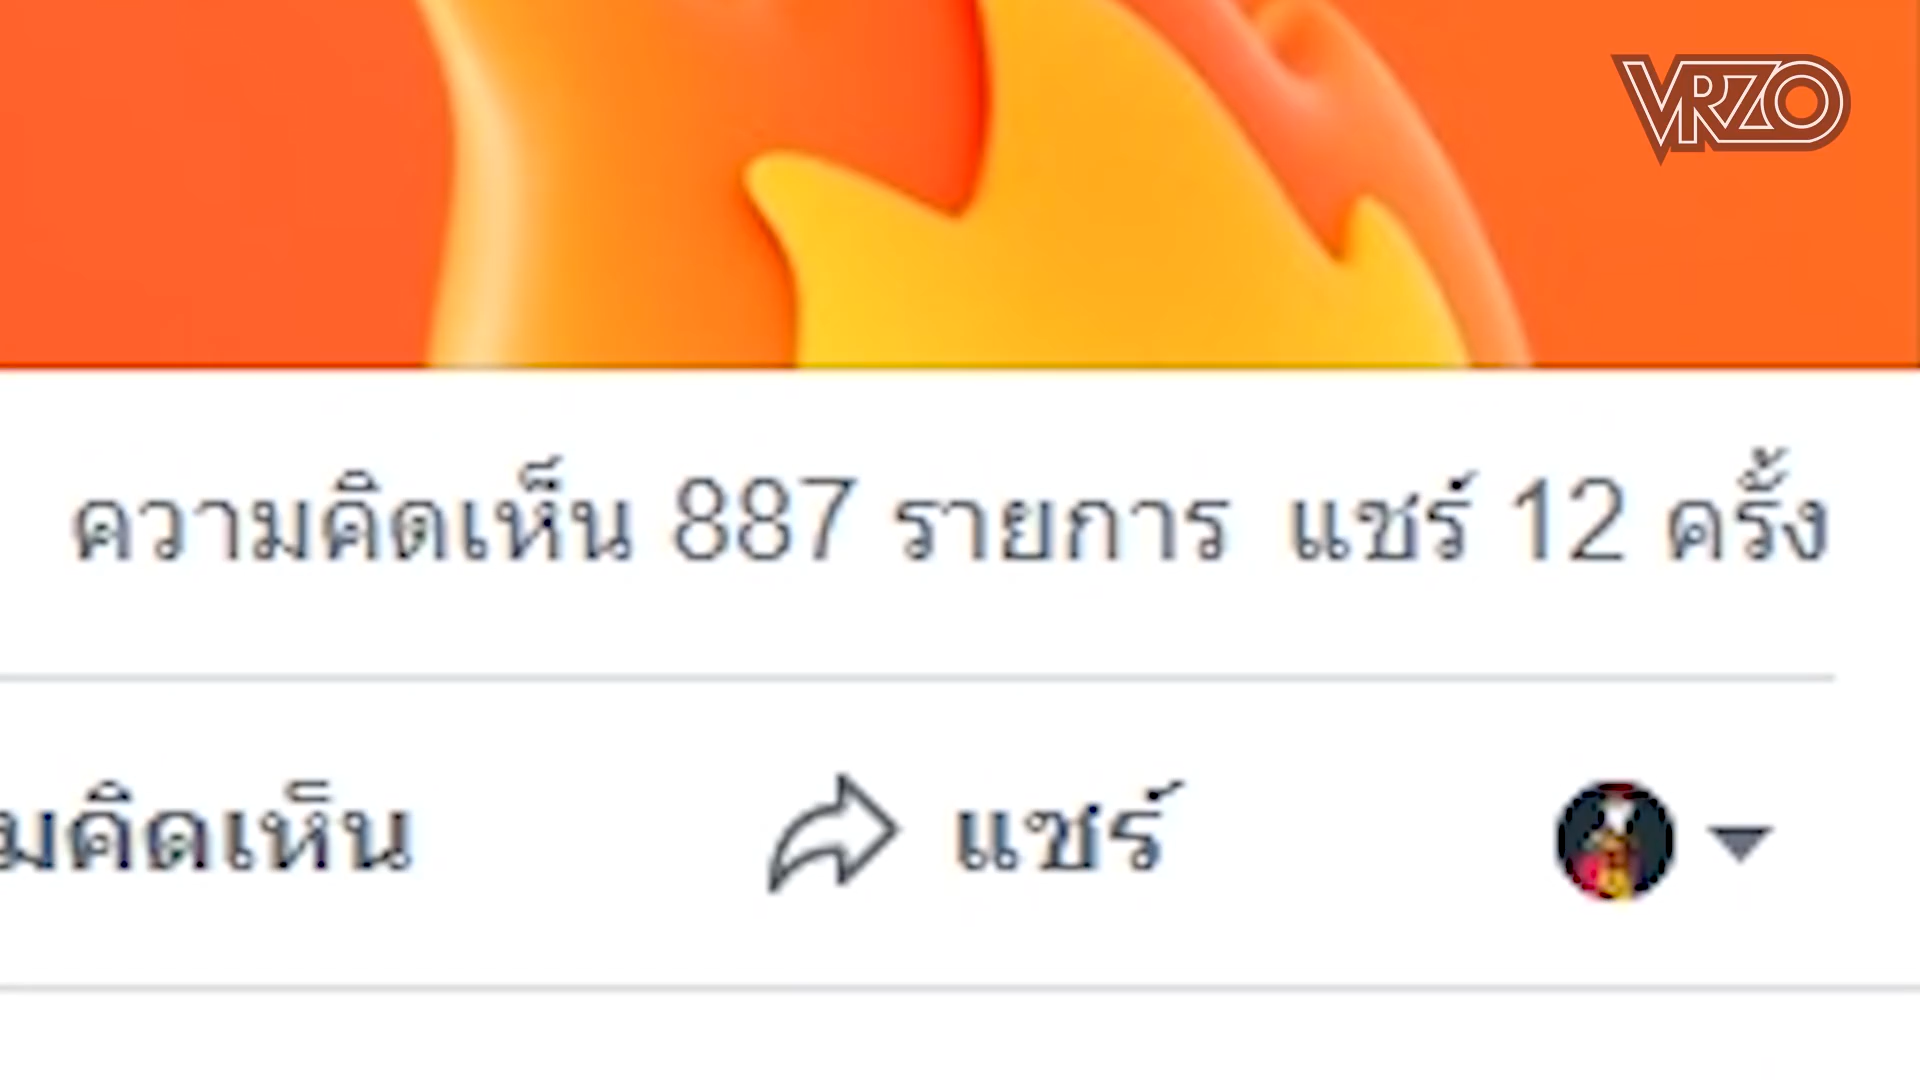 VRZO
ความคิดเห็น 887 รายการ แชร์ 12 ครั้ง
มคิดเห็น แชร์